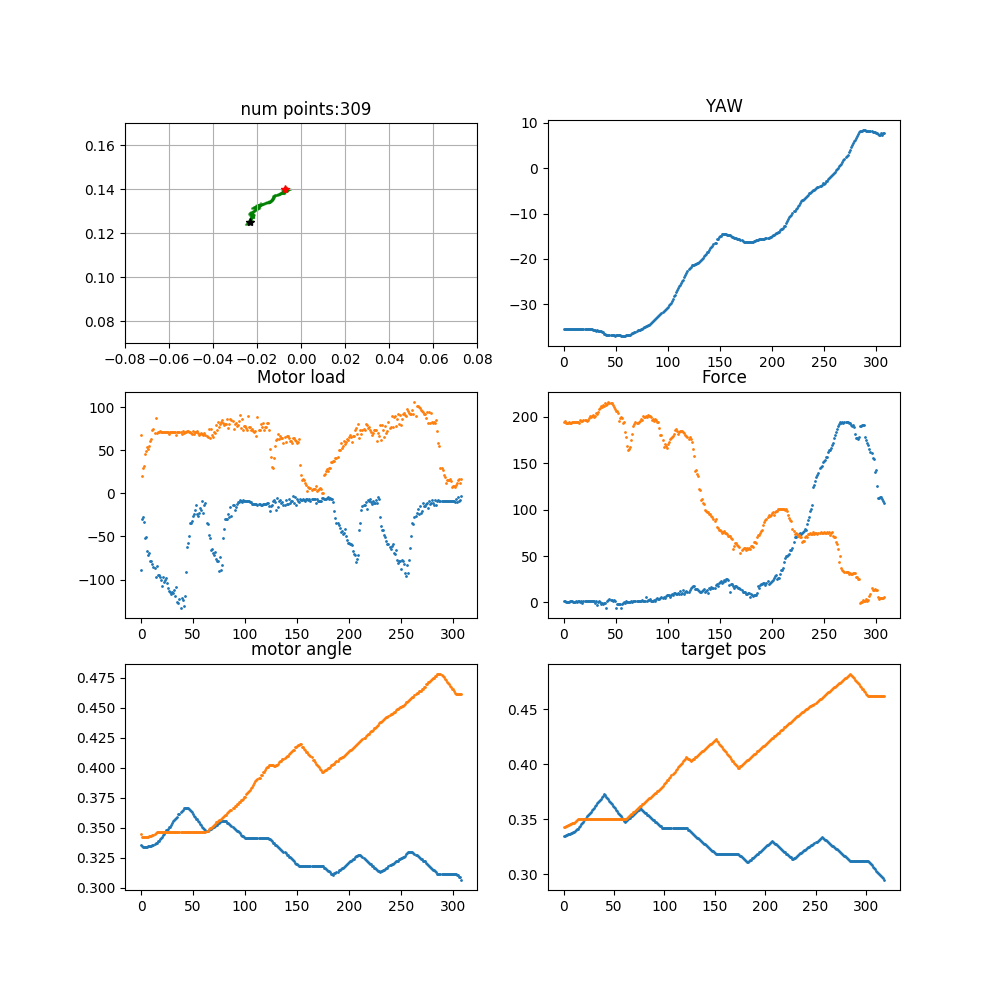 num points:309
YAW
0.16
0.14
0.12
0.10
0.08
−0.08 −0.06 −0.04 −0.02 0.00 0.02 0.04 0.06 0.08
10
0
−10
−20
−30
0 50 100 150 200 250 300
Motor load
Force
100
50
0
−50
−100
0 50 100 150 200 250 300
200
150
100
50
0
0 50 100 150 200 250 300
motor angle
target pos
0.475
0.450
0.425
0.400
0.375
0.350
0.325
0.300
0 50 100 150 200 250 300
0.45
0.40
0.35
0.30
0 50 100 150 200 250 300